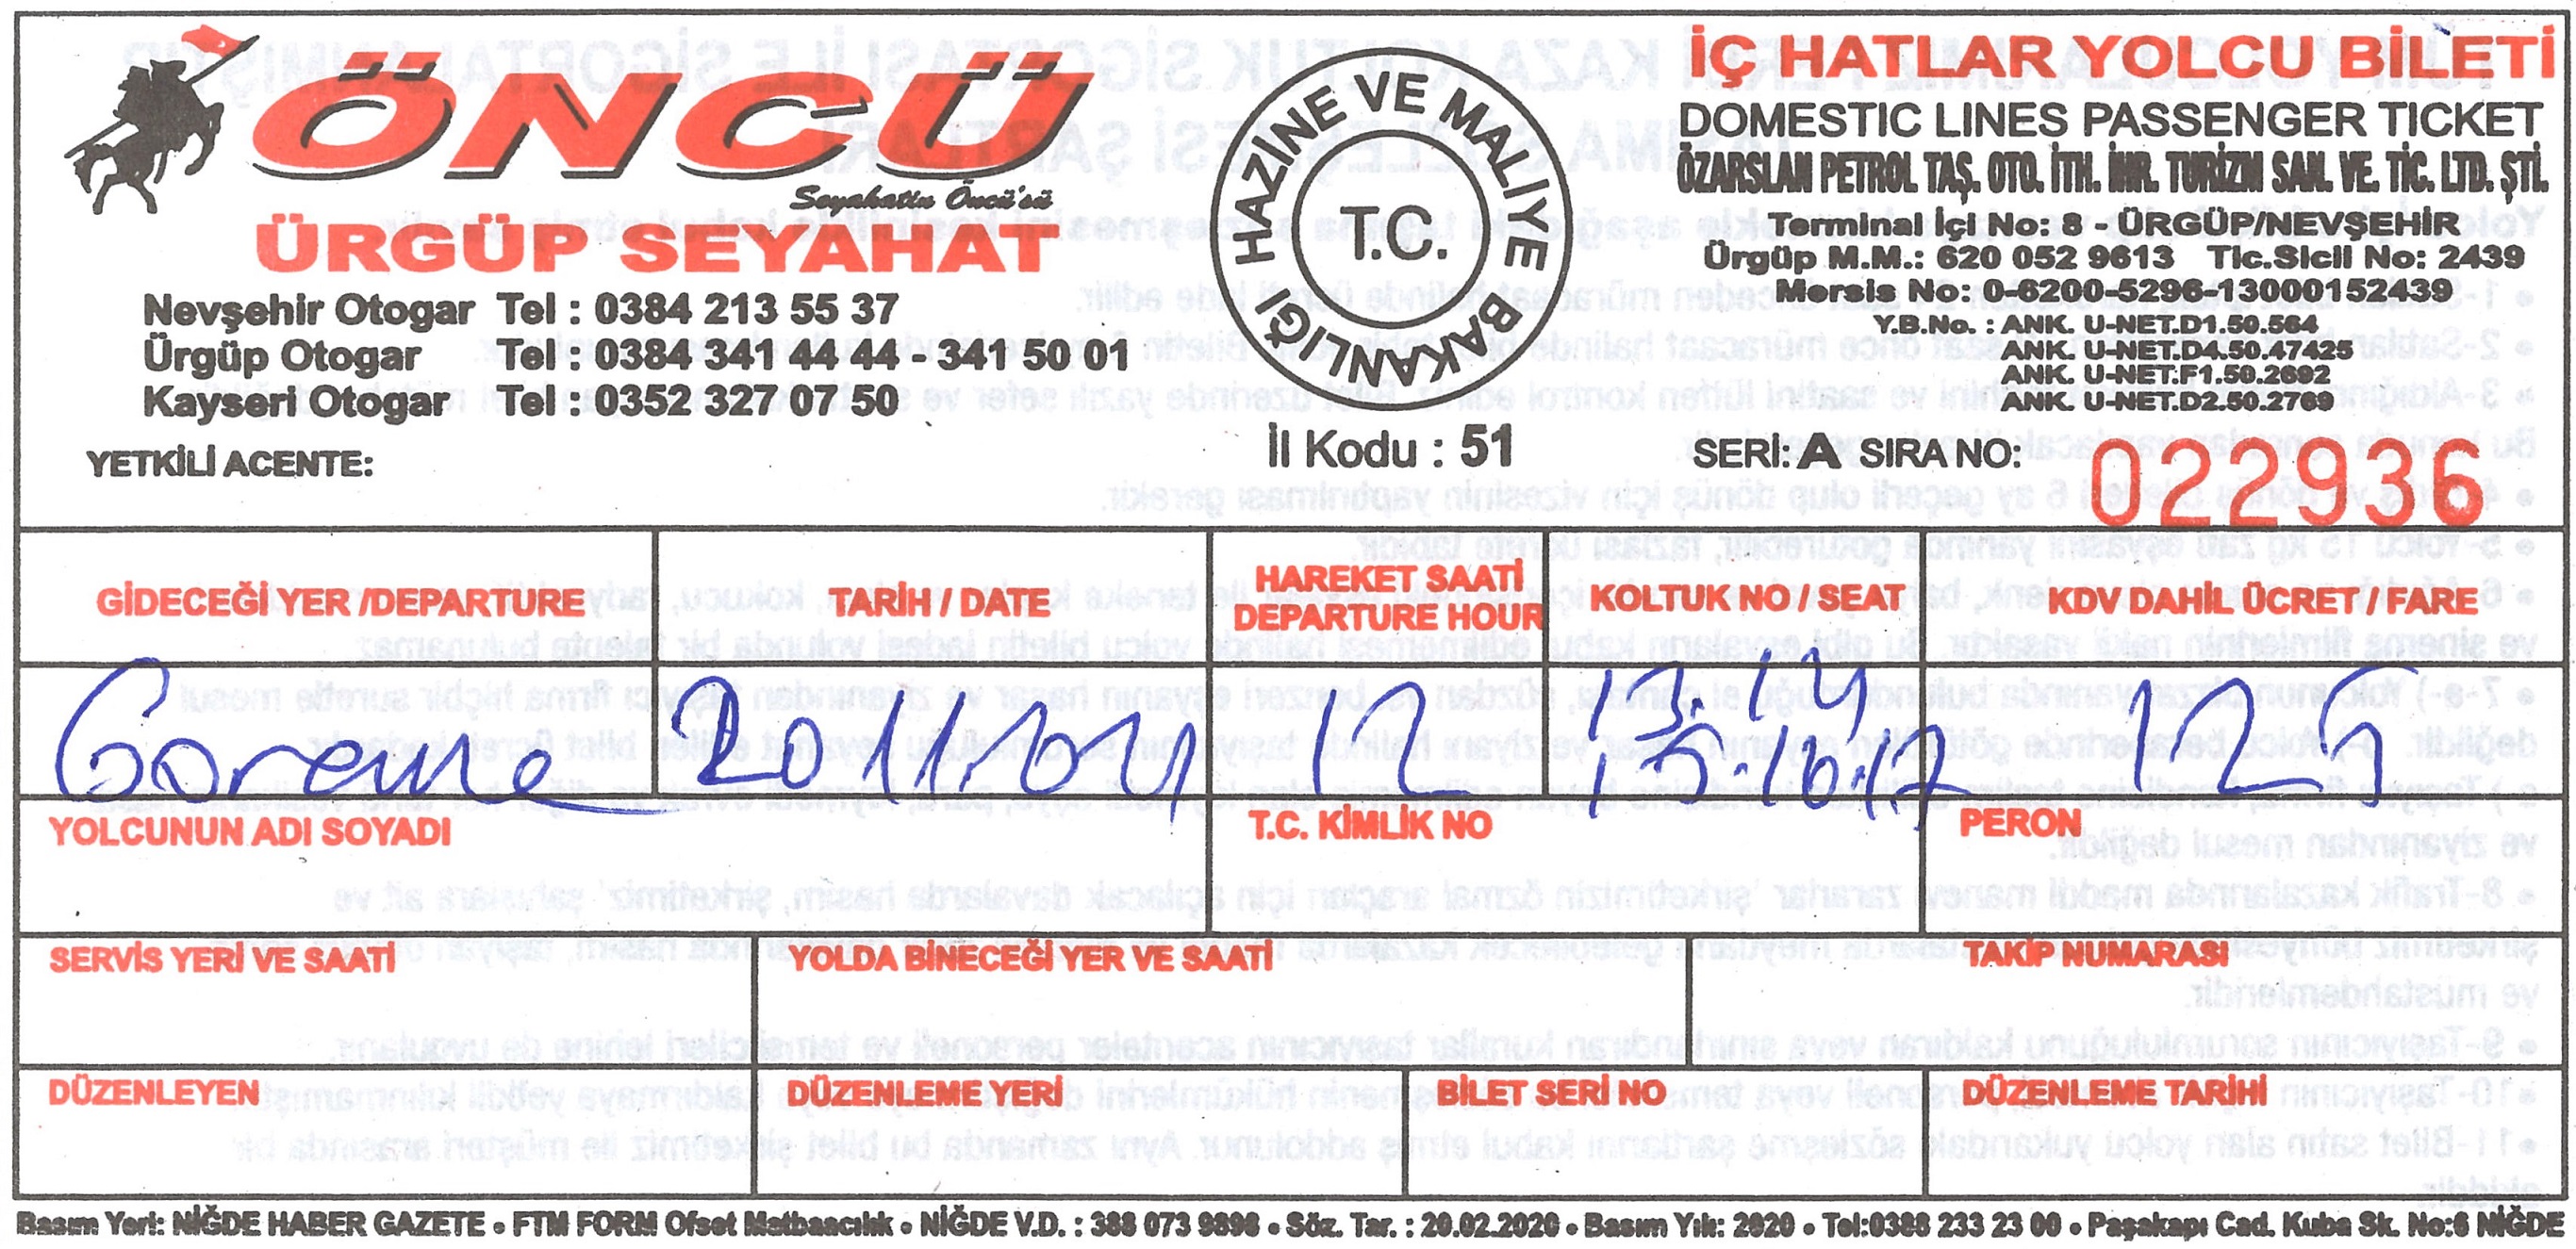 ÖNCÜ
Seyahatin Öncü'sü
ÜRGÜP SEYAHAT
Nevşehir Otogar Tel : 0384 213 55 37
Ürgüp Otogar Tel : 0384 341 44 44 - 341 50 01
Kayseri Otogar Tel : 0352 327 07 50
YETKİLİ ACENTE:
HAZİNE VE MALİYE BAKANLIĞI
T.C.
İl Kodu : 51
İÇ HATLAR YOLCU BİLETİ
DOMESTIC LINES PASSENGER TICKET
ÖZARSLAN PETROL TAŞ. OTO. İTH. İHR. TURİZM SAN. VE. TİC. LTD. ŞTİ.
Terminal İçi No: 8 - ÜRGÜP/NEVŞEHİR
Ürgüp M.M.: 620 052 9613 Tic.Sicil No: 2439
Mersis No: 0-6200-5296-13000152439
Y.B.No. : ANK. U-NET.D1.50.564
ANK. U-NET.D4.50.47425
ANK. U-NET.F1.50.2692
ANK. U-NET.D2.50.2769
SERİ: A SIRA NO: 022936
GİDECEĞİ YER /DEPARTURE
TARİH / DATE
HAREKET SAATİ
DEPARTURE HOUR
KOLTUK NO / SEAT
KDV DAHİL ÜCRET / FARE
Goreme
12
13.14
15.16.17
125
YOLCUNUN ADI SOYADI
T.C. KİMLİK NO
PERON
SERVİS YERİ VE SAATİ
YOLDA BİNECEĞİ YER VE SAATİ
TAKİP NUMARASI
DÜZENLEYEN
DÜZENLEME YERİ
BİLET SERİ NO
DÜZENLEME TARİHİ
Basım Yeri: NİĞDE HABER GAZETE • FTM FORM Ofset Matbaacılık • NİĞDE V.D. : 388 073 9898 • Söz. Tar. : 20.02.2020 • Basım Yılı: 2020 • Tel:0388 233 23 00 • Paşakapı Cad. Kuba Sk. No:6 NİĞDE